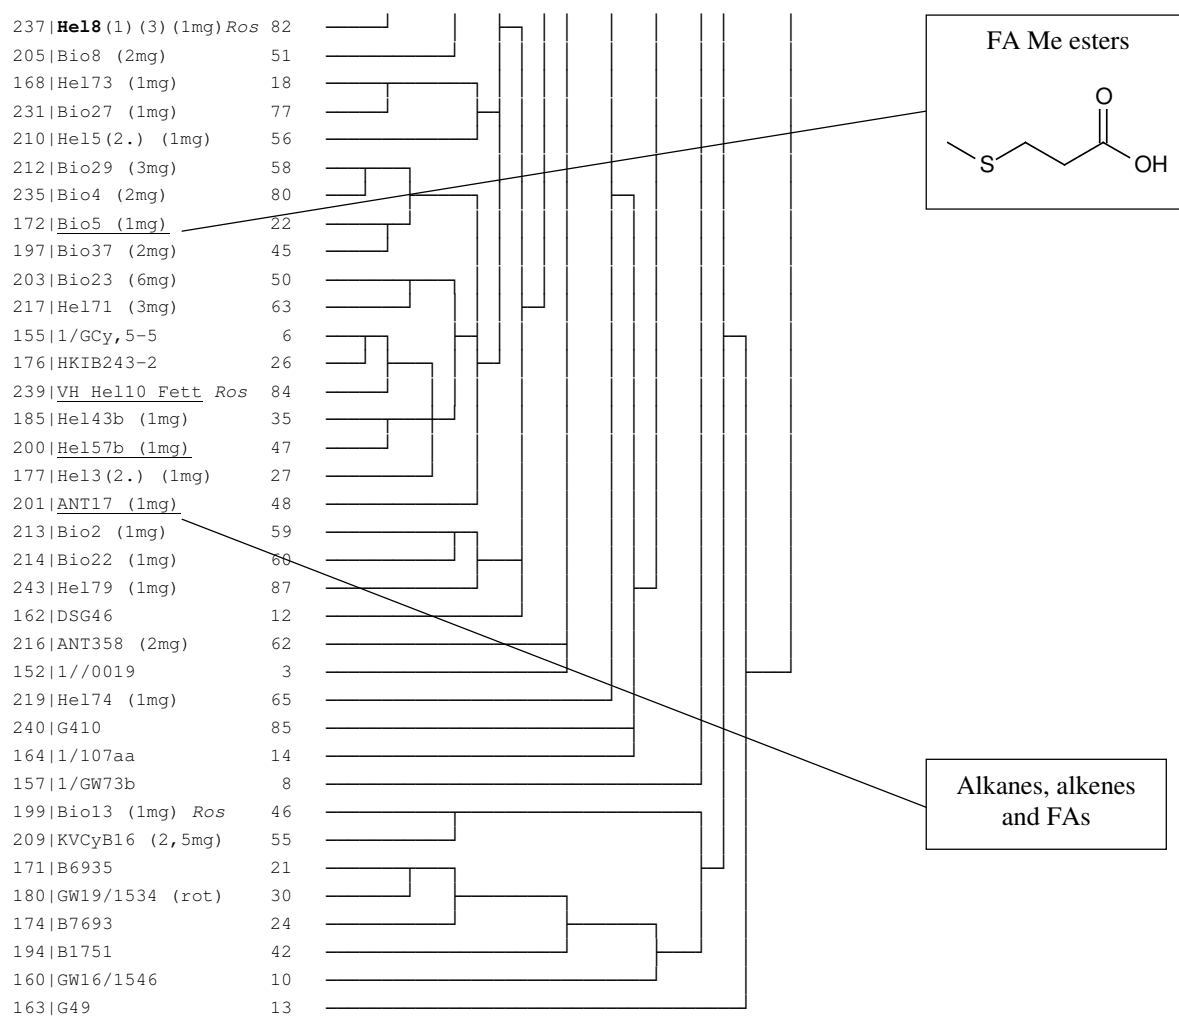 237|Hel8(1)(3)(1mg)Ros 82
205|Bio8 (2mg) 51
168|Hel73 (1mg) 18
231|Bio27 (1mg) 77
210|Hel5(2.) (1mg) 56
212|Bio29 (3mg) 58
235|Bio4 (2mg) 80
172|Bio5 (1mg) 22
197|Bio37 (2mg) 45
203|Bio23 (6mg) 50
217|Hel71 (3mg) 63
155|1/GCy,5-5 6
176|HKIB243-2 26
239|VH Hel10 Fett Ros 84
185|Hel43b (1mg) 35
200|Hel57b (1mg) 47
177|Hel3(2.) (1mg) 27
201|ANT17 (1mg) 48
213|Bio2 (1mg) 59
214|Bio22 (1mg) 60
243|Hel79 (1mg) 87
162|DSG46 12
216|ANT358 (2mg) 62
152|1//0019 3
219|Hel74 (1mg) 65
240|G410 85
164|1/107aa 14
157|1/GW73b 8
199|Bio13 (1mg) Ros 46
209|KVCyB16 (2,5mg) 55
171|B6935 21
180|GW19/1534 (rot) 30
174|B7693 24
194|B1751 42
160|GW16/1546 10
163|G49 13
FA Me esters
O
S
OH
Alkanes, alkenes
and FAs